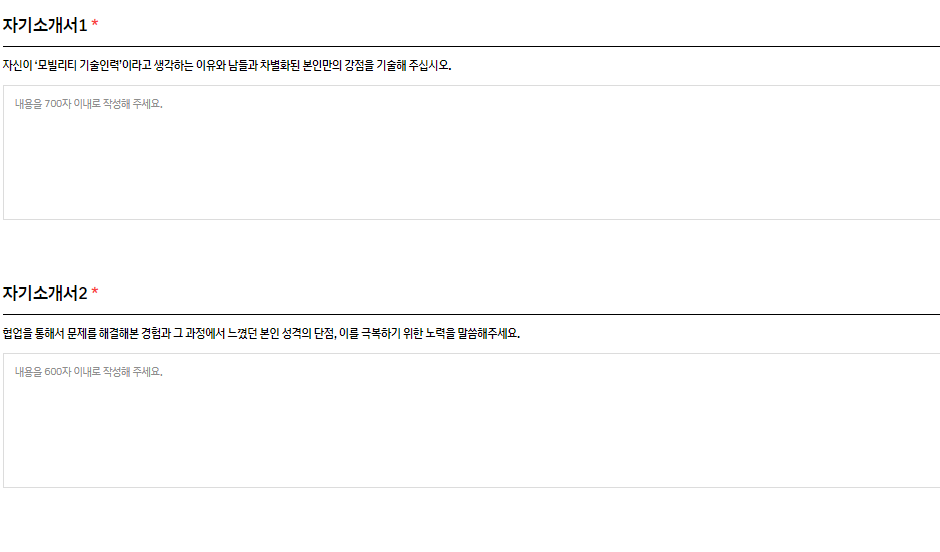 자기소개서1 *
자신이 ‘모빌리티 기술인력’이라고 생각하는 이유와 남들과 차별화된 본인만의 강점을 기술해 주십시오.
내용을 700자 이내로 작성해 주세요.
자기소개서2 *
협업을 통해서 문제를 해결해본 경험과 그 과정에서 느꼈던 본인 성격의 단점, 이를 극복하기 위한 노력을 말씀해주세요.
내용을 600자 이내로 작성해 주세요.